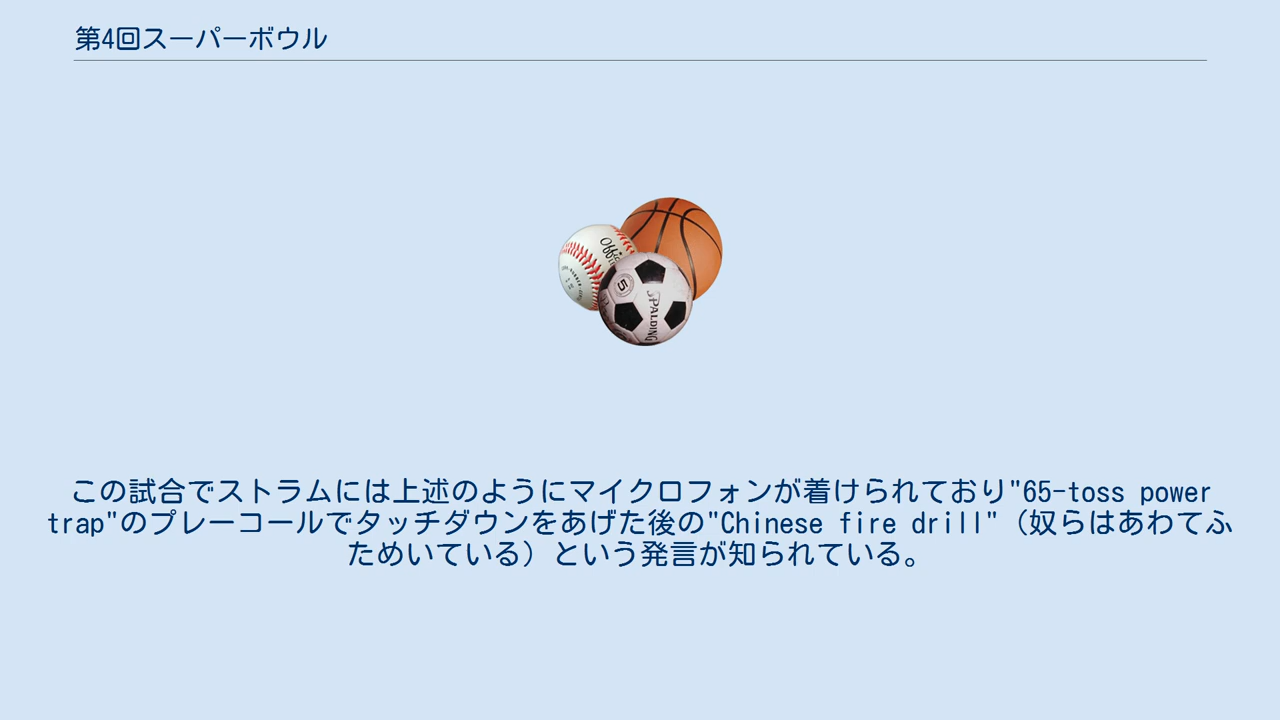 第4回スーパーボウル
Offic
5
SPALDING
この試合でストラムには上述のようにマイクロフォンが着けられており"65-toss power
trap"のプレーコールでタッチダウンをあげた後の"Chinese fire drill"（奴らはあわてふ
ためいている）という発言が知られている。